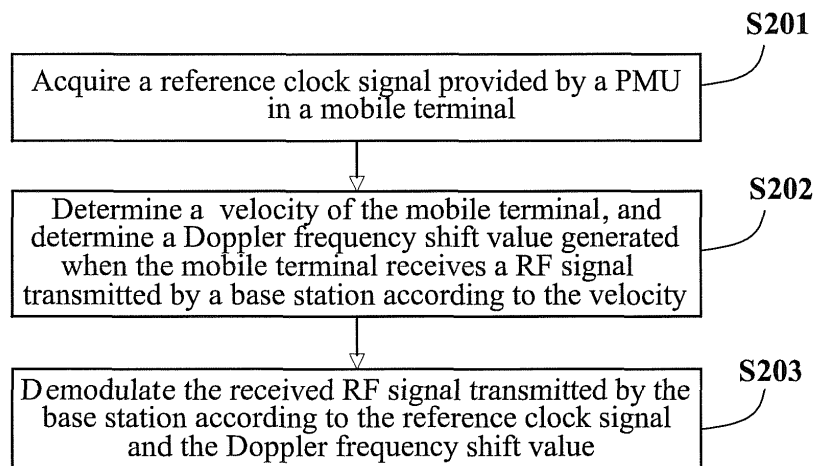 S201
Acquire a reference clock signal provided by a PMU
in a mobile terminal
S202
Determine a velocity of the mobile terminal, and
determine a Doppler frequency shift value generated
when the mobile terminal receives a RF signal
transmitted by a base station according to the velocity
S203
Demodulate the received RF signal transmitted by the
base station according to the reference clock signal
and the Doppler frequency shift value